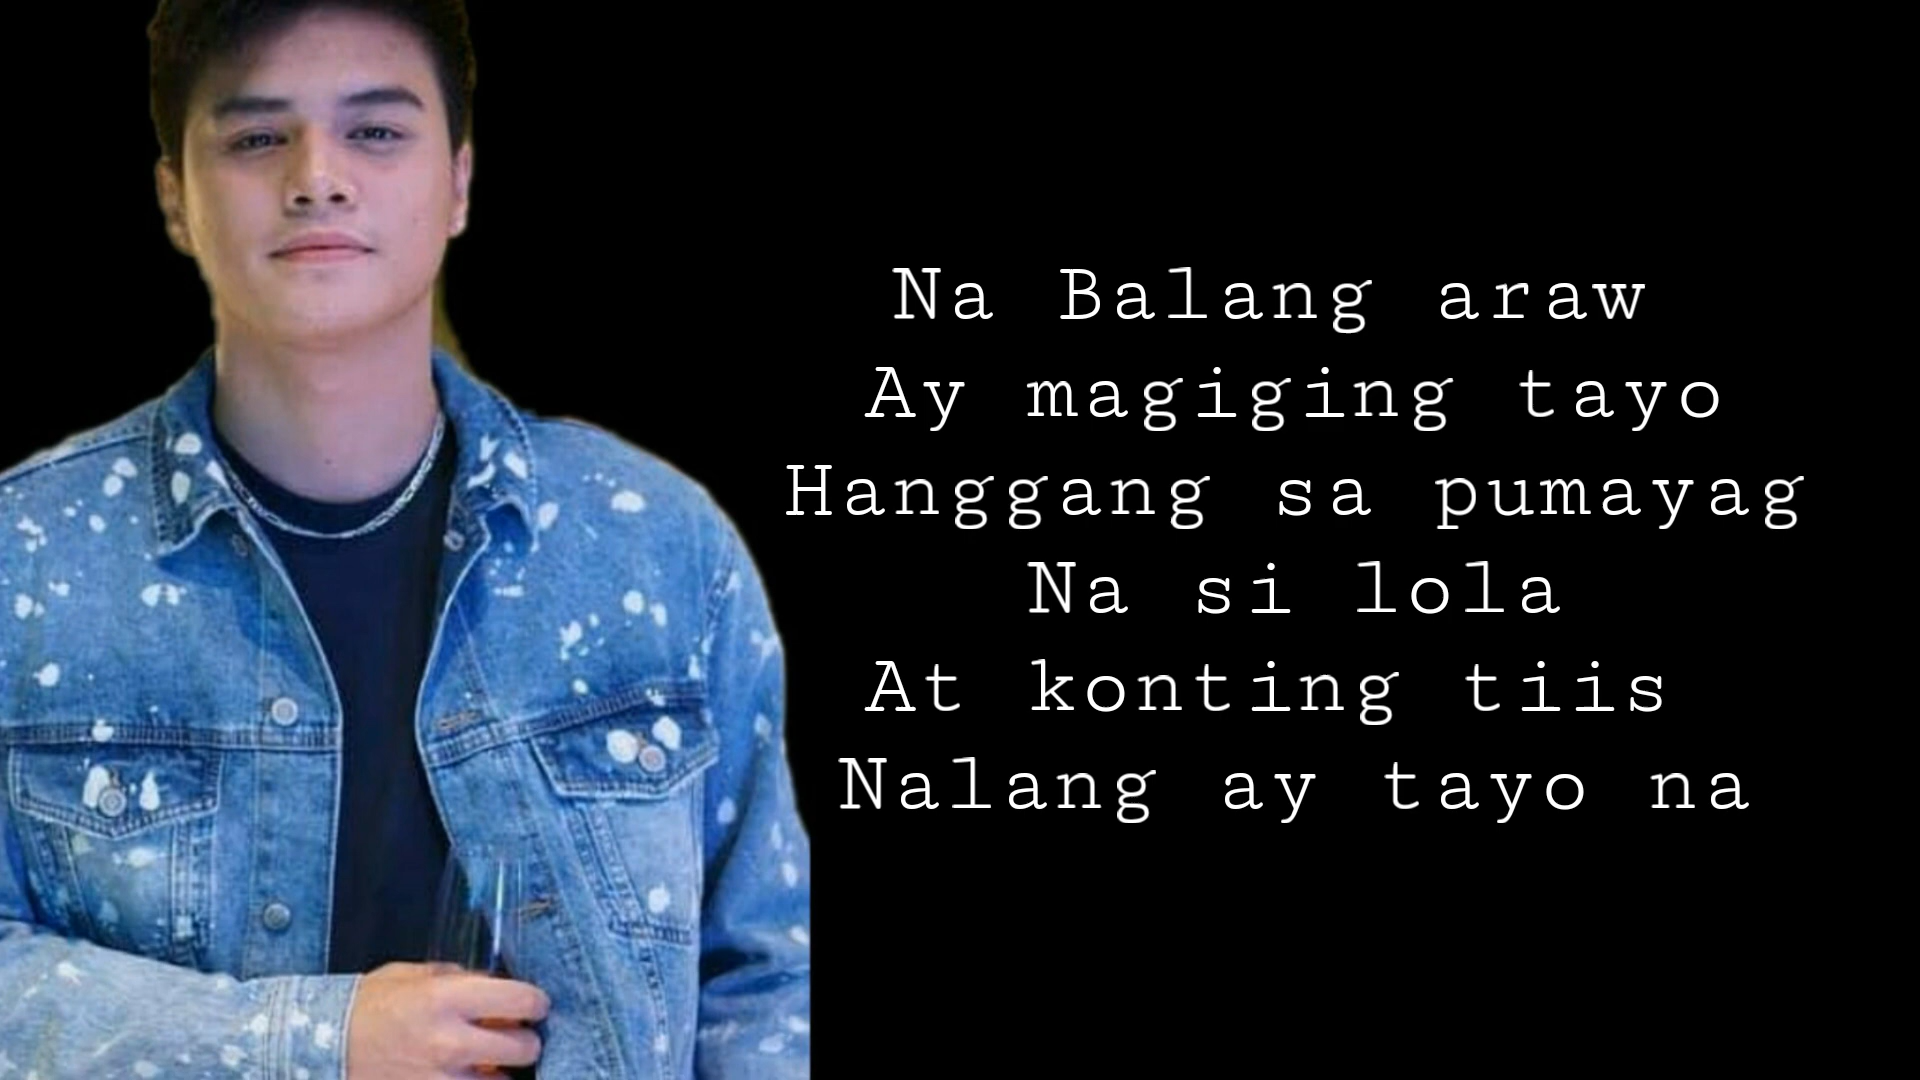 Na Balang araw
Ay magiging tayo
Hanggang sa pumayag
Na si lola
At konting tiis
Nalang ay tayo na